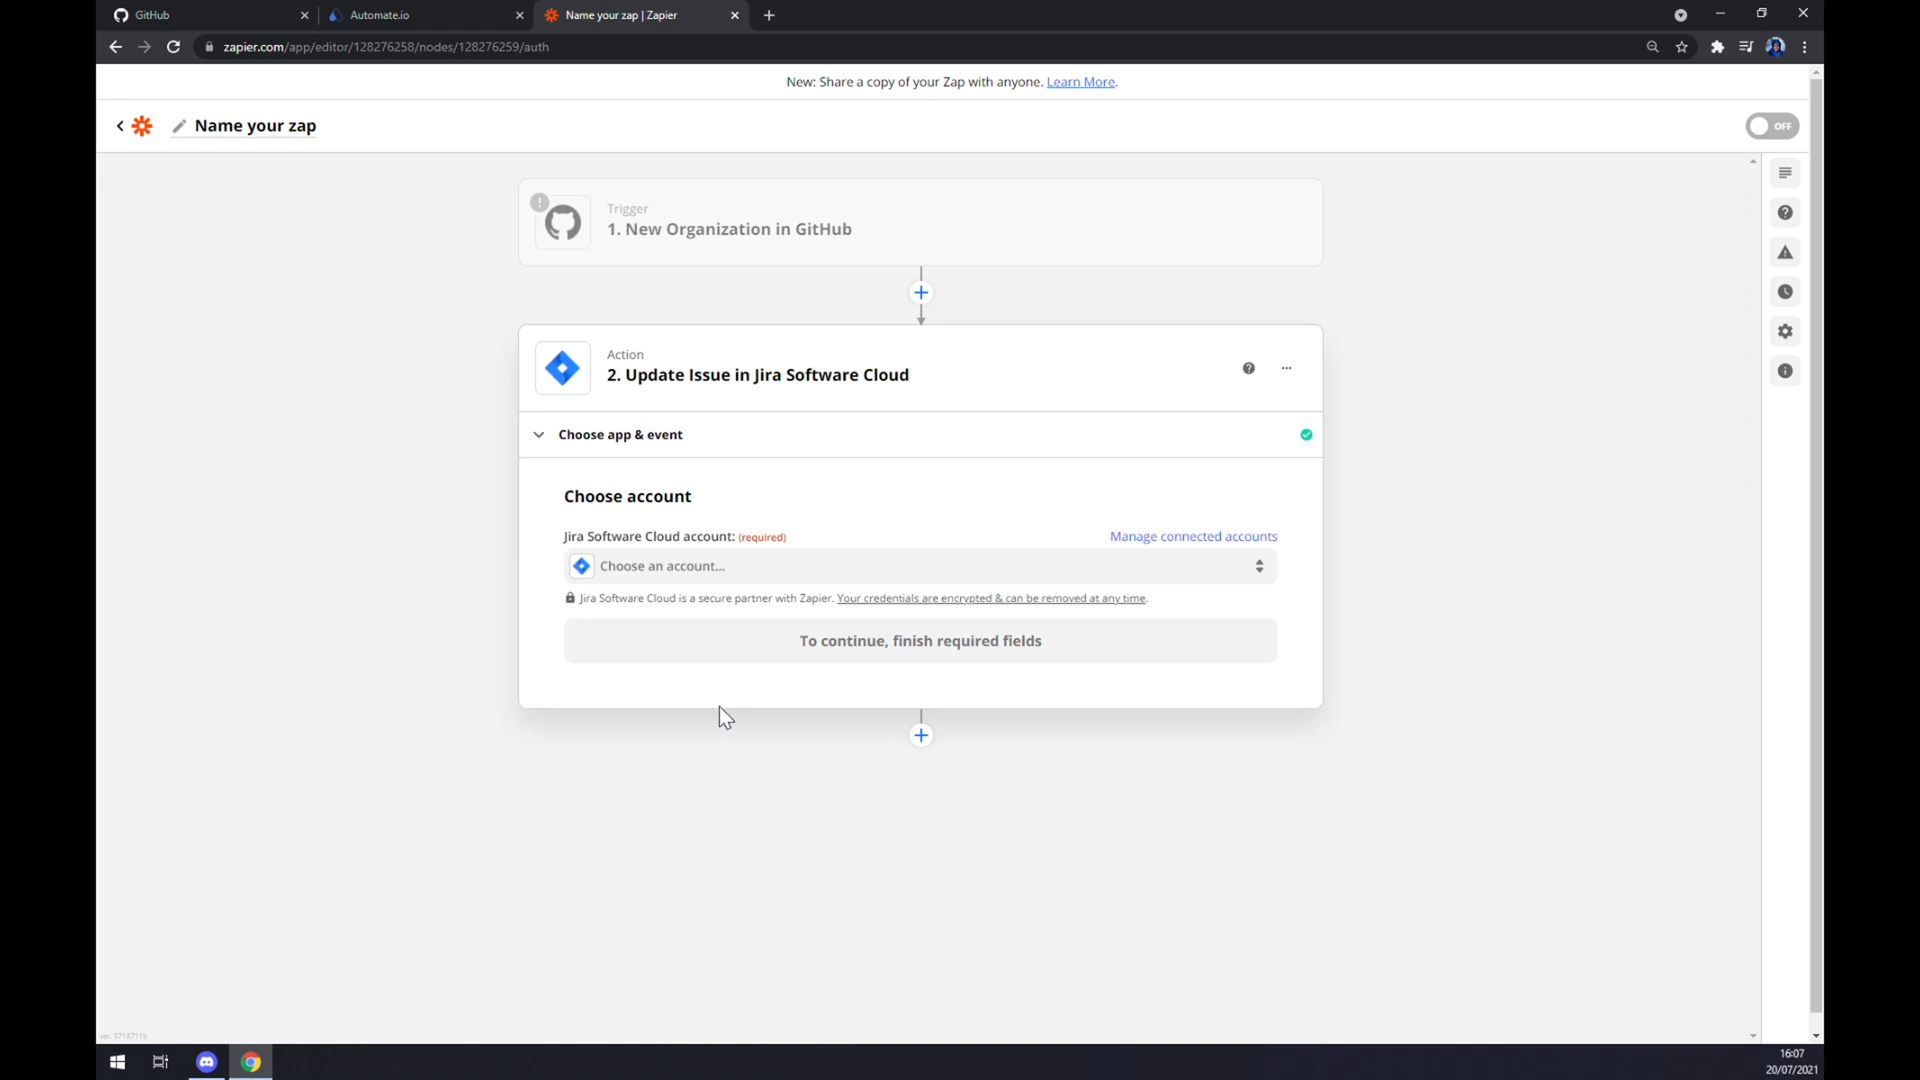 GitHub
Automate.io
Name your zap | Zapier
zapier.com/app/editor/128276258/nodes/128276259/auth
New: Share a copy of your Zap with anyone. Learn More.
Name your zap
OFF
Trigger
1. New Organization in GitHub
Action
2. Update Issue in Jira Software Cloud
Choose app & event
Choose account
Jira Software Cloud account: (required)
Manage connected accounts
Choose an account...
Jira Software Cloud is a secure partner with Zapier. Your credentials are encrypted & can be removed at any time.
To continue, finish required fields
16:07
20/07/2021